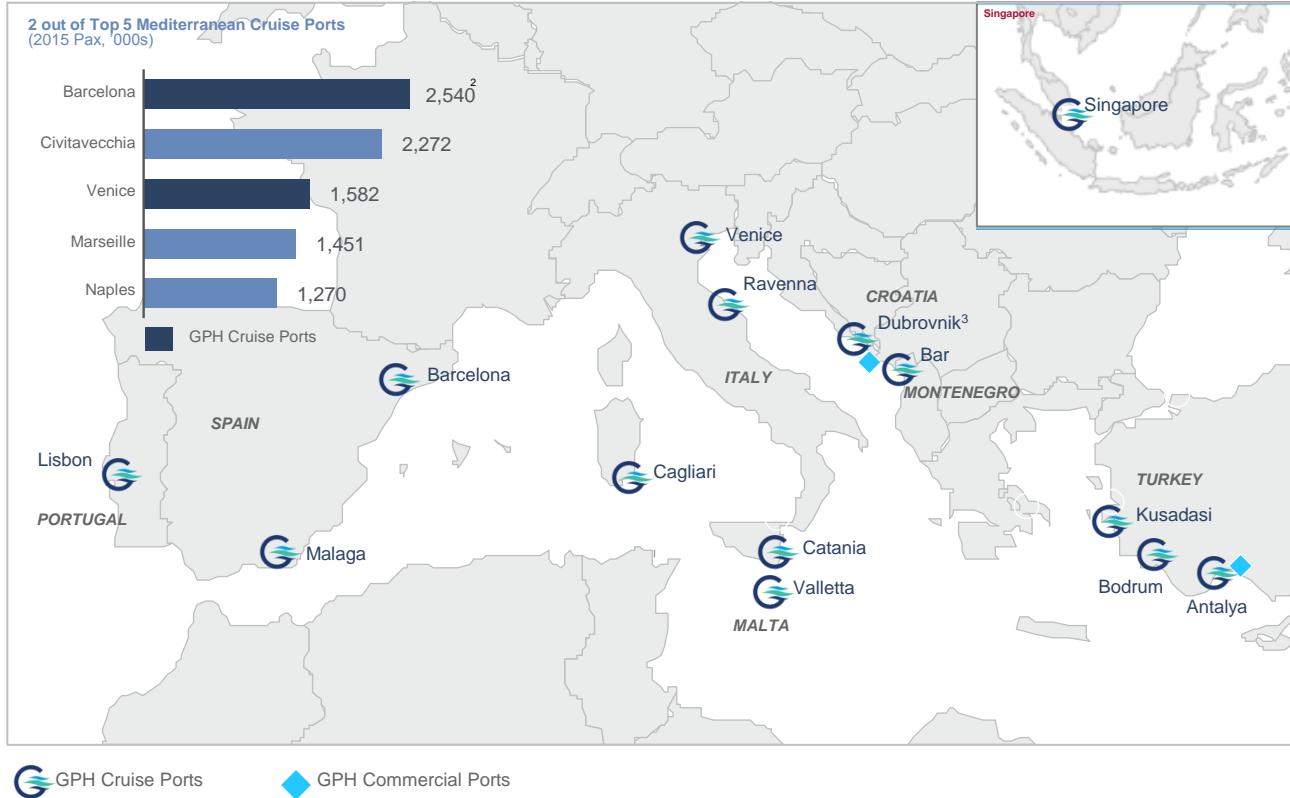 2 out of Top 5 Mediterranean Cruise Ports
(2015 Pax, '000s)
Barcelona 2,540²
Civitavecchia 2,272
Venice 1,582
Marseille 1,451
Naples 1,270
GPH Cruise Ports
Singapore
Singapore
Venice
Ravenna
CROATIA
Dubrovnik³
Bar
MONTENEGRO
ITALY
Barcelona
SPAIN
Lisbon
PORTUGAL
Malaga
Cagliari
Catania
Valletta
MALTA
TURKEY
Kusadasi
Bodrum
Antalya
GPH Cruise Ports
GPH Commercial Ports